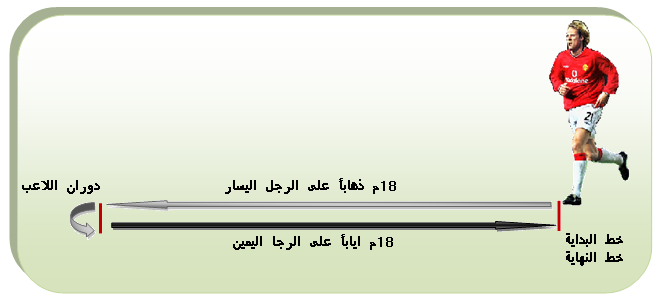 18م ذهاباً على الرجل اليسار
دوران اللاعب
18م اياباً على الرجا اليمين
خط البداية
خط النهاية